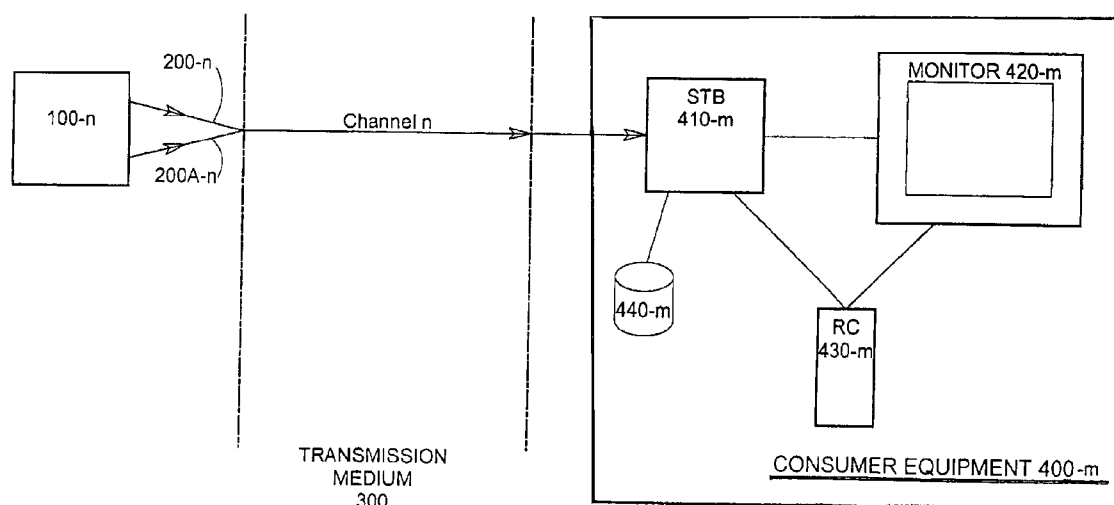 200-n
100-n
200A-n
Channel n
TRANSMISSION
MEDIUM
300
STB
410-m
MONITOR 420-m
440-m
RC
430-m
CONSUMER EQUIPMENT 400-m